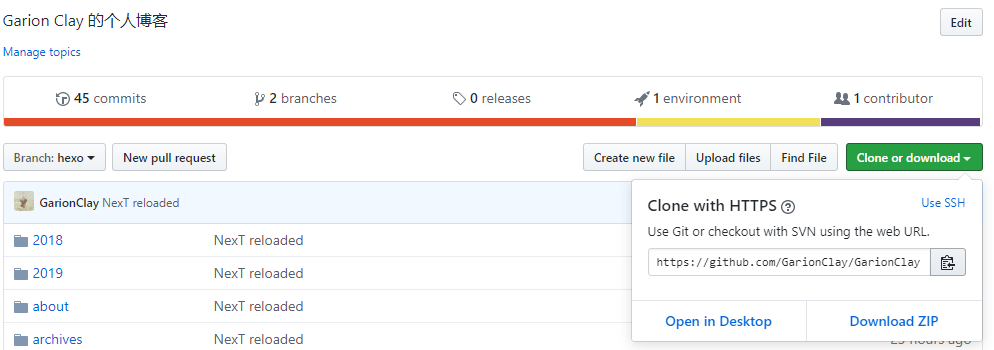 Garion Clay 的个人博客
Edit
Manage topics
45 commits
2 branches
0 releases
1 environment
1 contributor
Branch: hexo
New pull request
Create new file
Upload files
Find File
Clone or download
GarionClay NexT reloaded
2018 NexT reloaded
2019 NexT reloaded
about NexT reloaded
archives NexT reloaded
Clone with HTTPS
Use SSH
Use Git or checkout with SVN using the web URL.
https://github.com/GarionClay/GarionClay
Open in Desktop
Download ZIP
23 hours ago